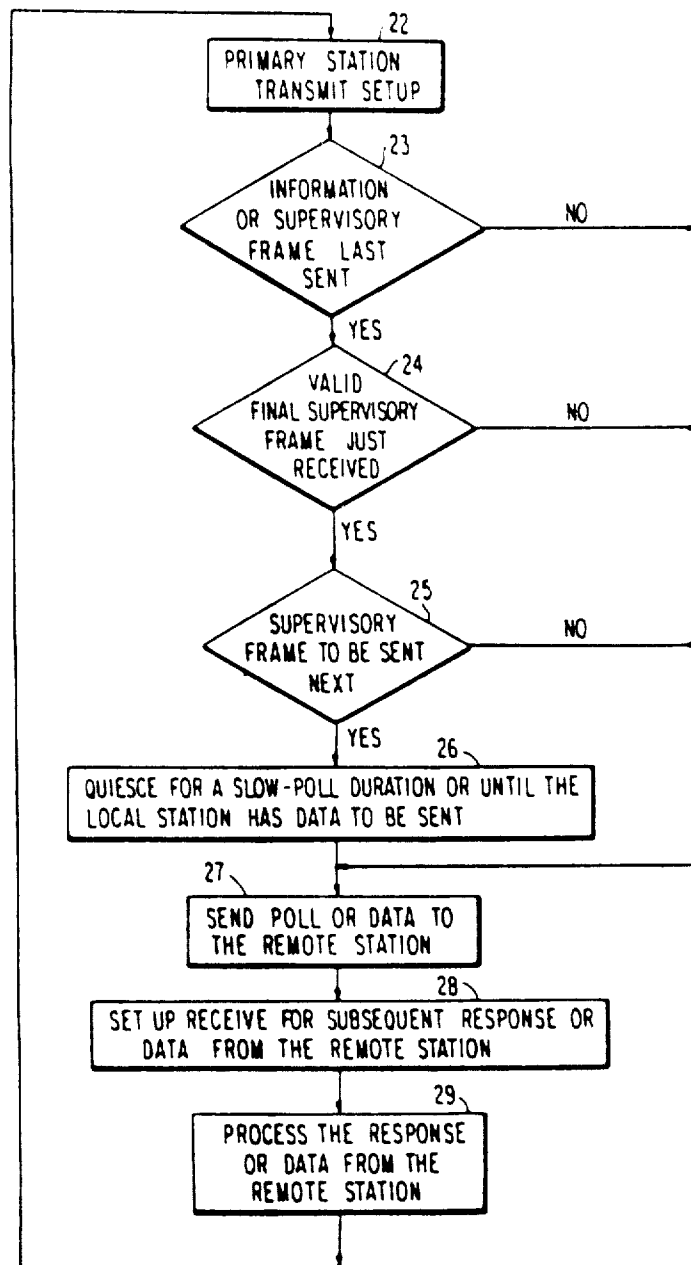 22
PRIMARY STATION
TRANSMIT SETUP
23
INFORMATION
OR SUPERVISORY
FRAME LAST
SENT
NO
YES
24
VALID
FINAL SUPERVISORY
FRAME JUST
RECEIVED
NO
YES
25
SUPERVISORY
FRAME TO BE SENT
NEXT
NO
YES
26
QUIESCE FOR A SLOW-POLL DURATION OR UNTIL THE
LOCAL STATION HAS DATA TO BE SENT
27
SEND POLL OR DATA TO
THE REMOTE STATION
28
SET UP RECEIVE FOR SUBSEQUENT RESPONSE OR
DATA FROM THE REMOTE STATION
29
PROCESS THE RESPONSE
OR DATA FROM THE
REMOTE STATION